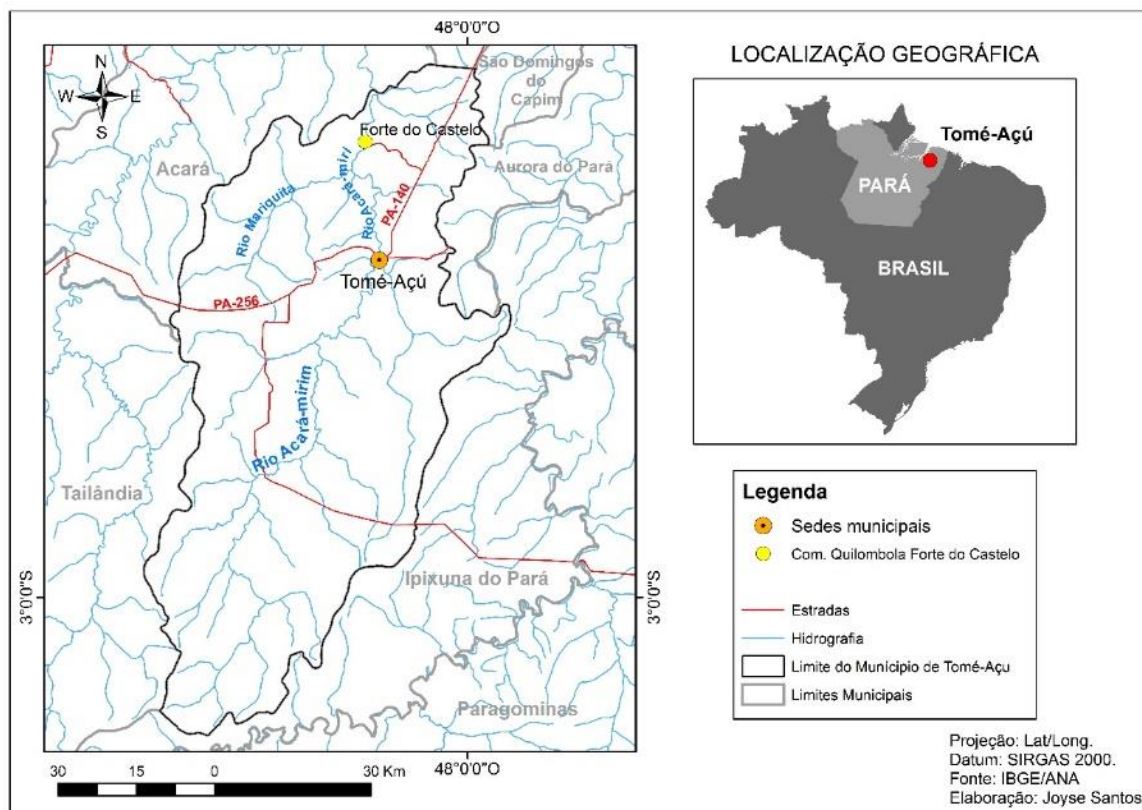 48°0'0"O
N
W
E
S
São Domingos
do
Capim
Forte do Castelo
Acará
Aurora do Pará
Rio Mariquita
Rio Acará-miri
PA-140
Tomé-Açú
PA-256
Rio Acará-mirim
Tailândia
3°0'0"S
3°0'0"S
Ipixuna do Pará
Paragominas
30
15
0
30 Km
48°0'0"O
LOCALIZAÇÃO GEOGRÁFICA
Tomé-Açú
PARÁ
BRASIL
Legenda
Sedes municipais
Com. Quilombola Forte do Castelo
Estradas
Hidrografia
Limite do Município de Tomé-Açu
Limites Municipais
Projeção: Lat/Long.
Datum: SIRGAS 2000.
Fonte: IBGE/ANA
Elaboração: Joyse Santos